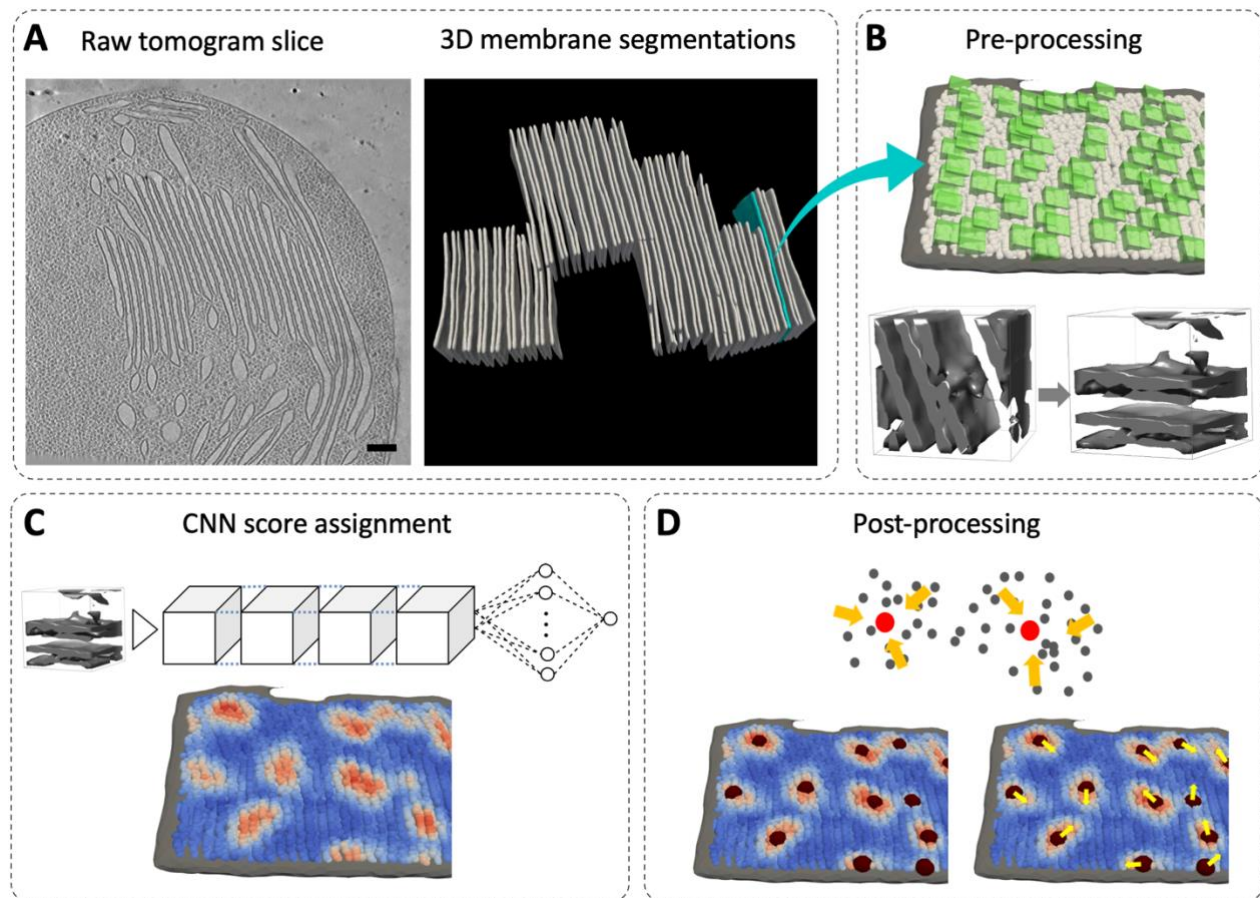 A
Raw tomogram slice
3D membrane segmentations
B
Pre-processing
C
CNN score assignment
D
Post-processing